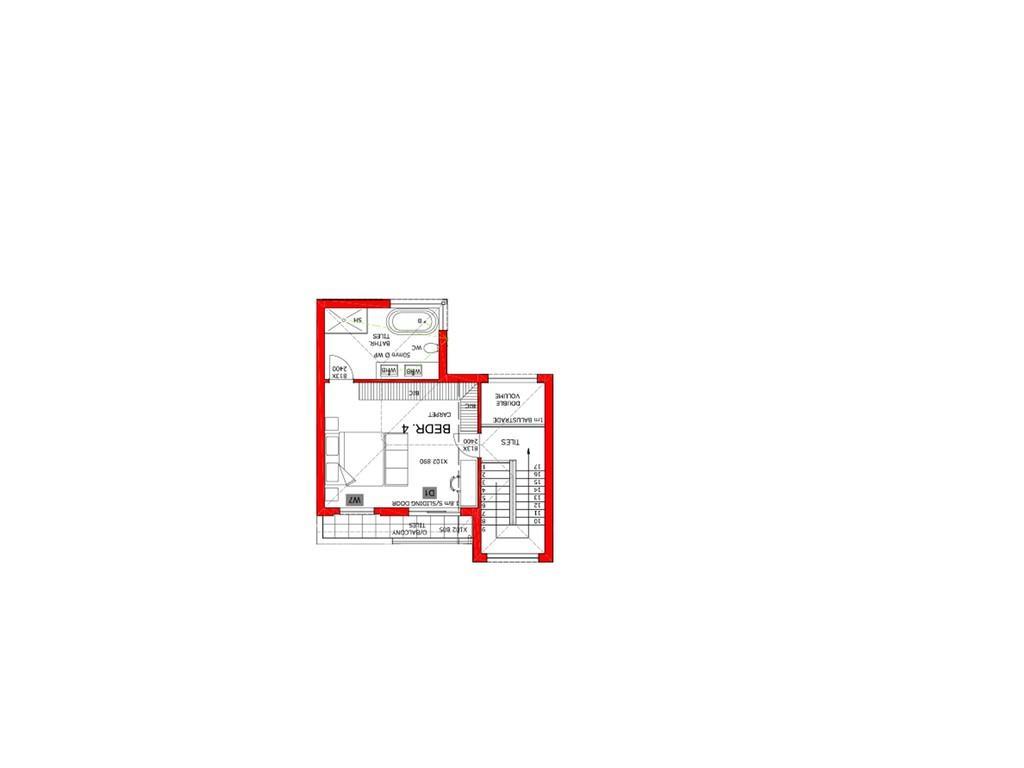 SH
B
BATHR.
TILES
WC
50mm Ø WP
WHB
WHB
813X
2400
B/C
B/C
BEDR. 4
CARPET
X102 890
813X
2400
D1
W7
1.8m S/SLIDING DOOR
O/BALCONY
TILES
X102 805
DOUBLE
VOLUME
1m BALUSTRADE
TILES
1
2
3
4
5
6
7
8
9
10
11
12
13
14
15
16
17